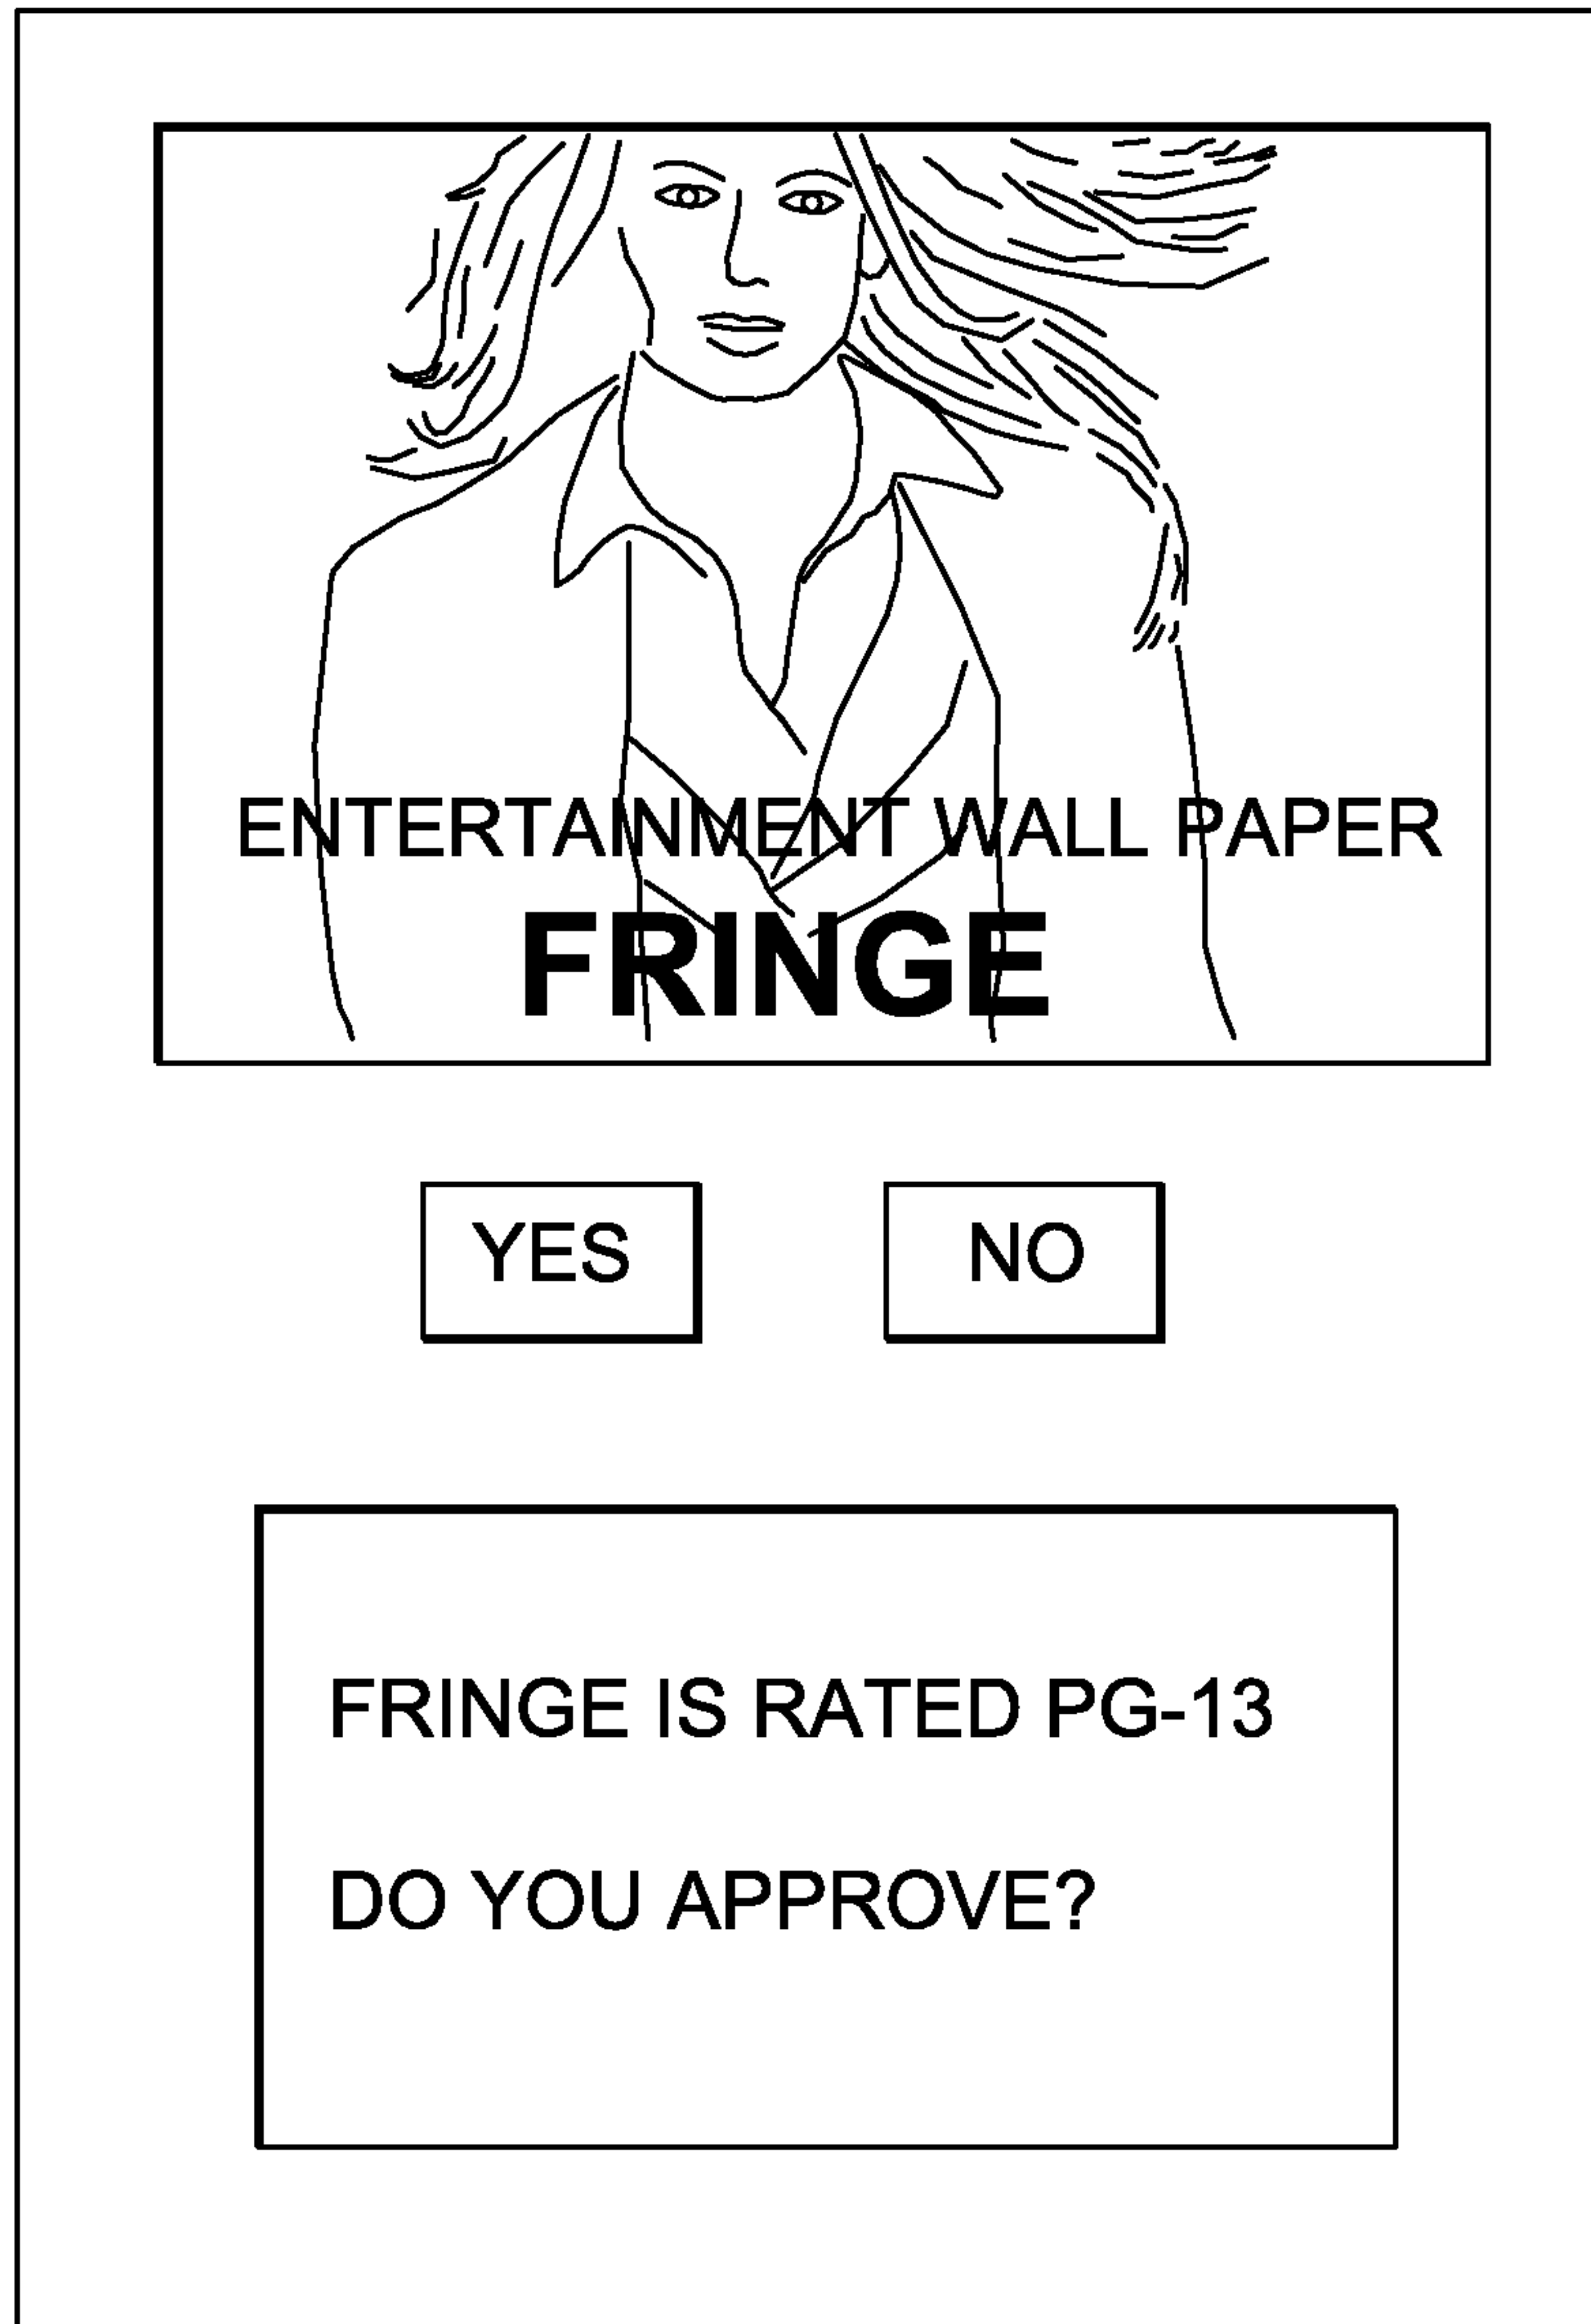 ENTERTAINMENT WALL PAPER
FRINGE
YES NO
FRINGE IS RATED PG-13
DO YOU APPROVE?